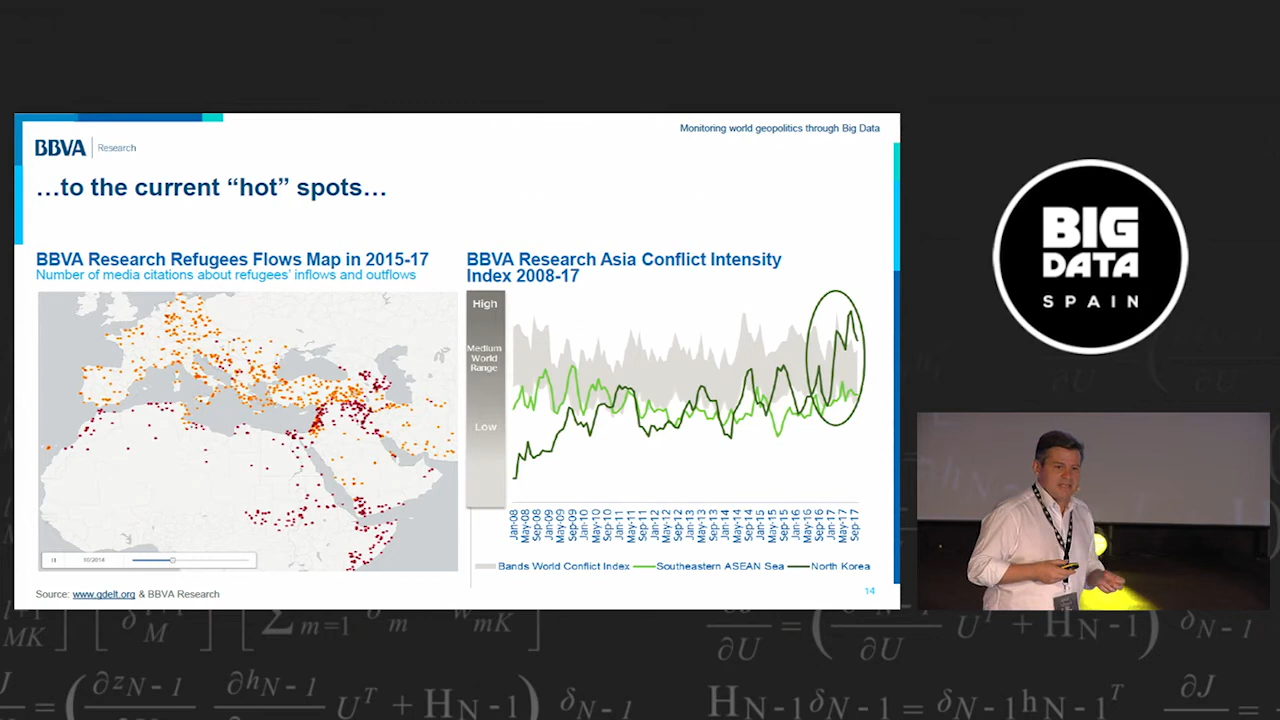 Monitoring world geopolitics through Big Data
BBVA Research
…to the current “hot” spots…
BBVA Research Refugees Flows Map in 2015-17
Number of media citations about refugees' inflows and outflows
10/2014
BBVA Research Asia Conflict Intensity
Index 2008-17
High
Medium
World
Range
Low
Jan-08
May-08
Sep-08
Jan-09
May-09
Sep-09
Jan-10
May-10
Sep-10
Jan-11
May-11
Sep-11
Jan-12
May-12
Sep-12
Jan-13
May-13
Sep-13
Jan-14
May-14
Sep-14
Jan-15
May-15
Sep-15
Jan-16
May-16
Sep-16
Jan-17
May-17
Sep-17
Bands World Conflict Index
Southeastern ASEAN Sea
North Korea
Source: www.gdelt.org & BBVA Research
14
BIG
DATA
SPAIN